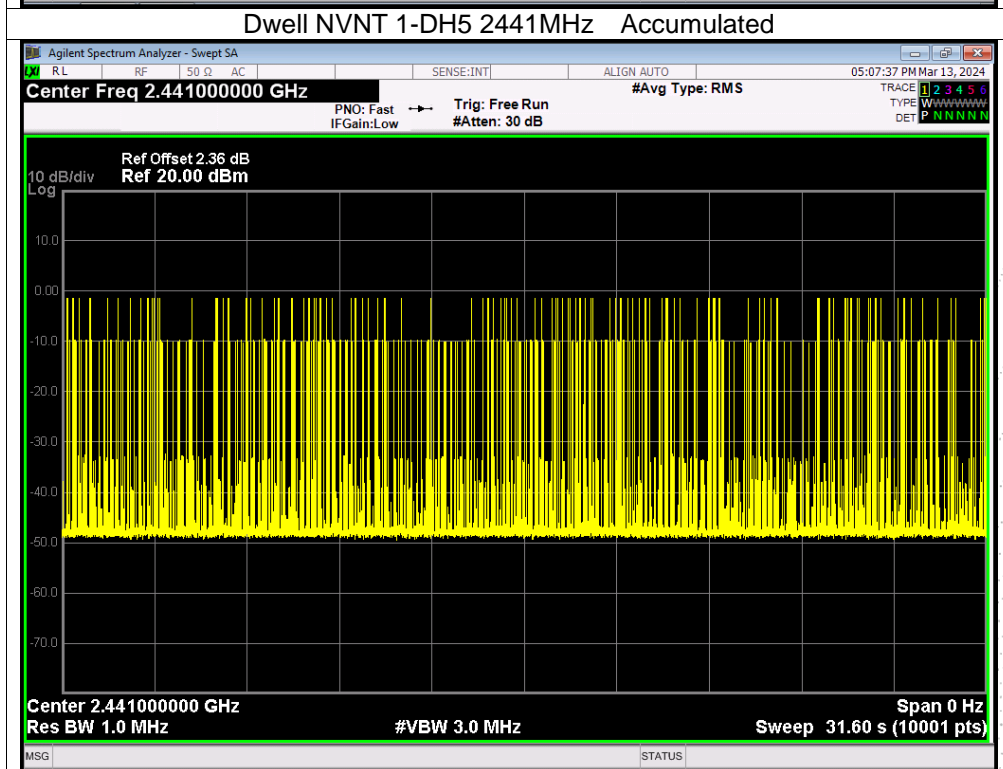 Dwell NVNT 1-DH5 2441MHz Accumulated
Agilent Spectrum Analyzer - Swept SA
LXI RL RF 50 Ω AC SENSE:INT ALIGN AUTO 05:07:37 PM Mar 13, 2024
Center Freq 2.441000000 GHz #Avg Type: RMS TRACE 1 2 3 4 5 6
PNO: Fast Trig: Free Run TYPE WWWWWW
IFGain:Low #Atten: 30 dB DET P N N N N N
Ref Offset 2.36 dB
10 dB/div Ref 20.00 dBm
Log
10.0
0.00
-10.0
-20.0
-30.0
-40.0
-50.0
-60.0
-70.0
Center 2.441000000 GHz Span 0 Hz
Res BW 1.0 MHz #VBW 3.0 MHz Sweep 31.60 s (10001 pts)
MSG STATUS